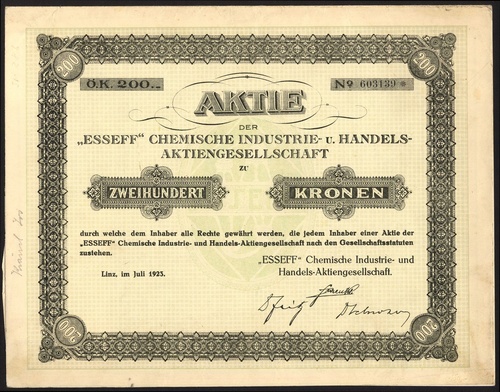 200
200
Ö.K. 200.--
Nº 603139 *
AKTIE
DER
„ESSEFF“ CHEMISCHE INDUSTRIE- u. HANDELS-
AKTIENGESELLSCHAFT
ZU
ZWEIHUNDERT KRONEN
durch welche dem Inhaber alle Rechte gewährt werden, die jedem Inhaber einer Aktie der
„ESSEFF“ Chemische Industrie- und Handels-Aktiengesellschaft nach den Gesellschaftsstatuten
zustehen.
Linz, im Juli 1923.
„ESSEFF“ Chemische Industrie- und
Handels-Aktiengesellschaft.
200
200